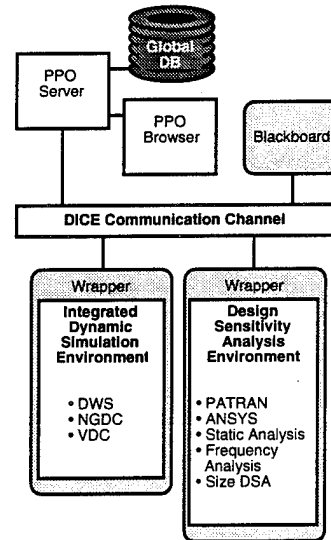 Global
DB
PPO
Server
PPO
Browser
Blackboard
DICE Communication Channel
Wrapper
Integrated
Dynamic
Simulation
Environment
• DWS
• NGDC
• VDC
Wrapper
Design
Sensitivity
Analysis
Environment
• PATRAN
• ANSYS
• Static Analysis
• Frequency
Analysis
• Size DSA